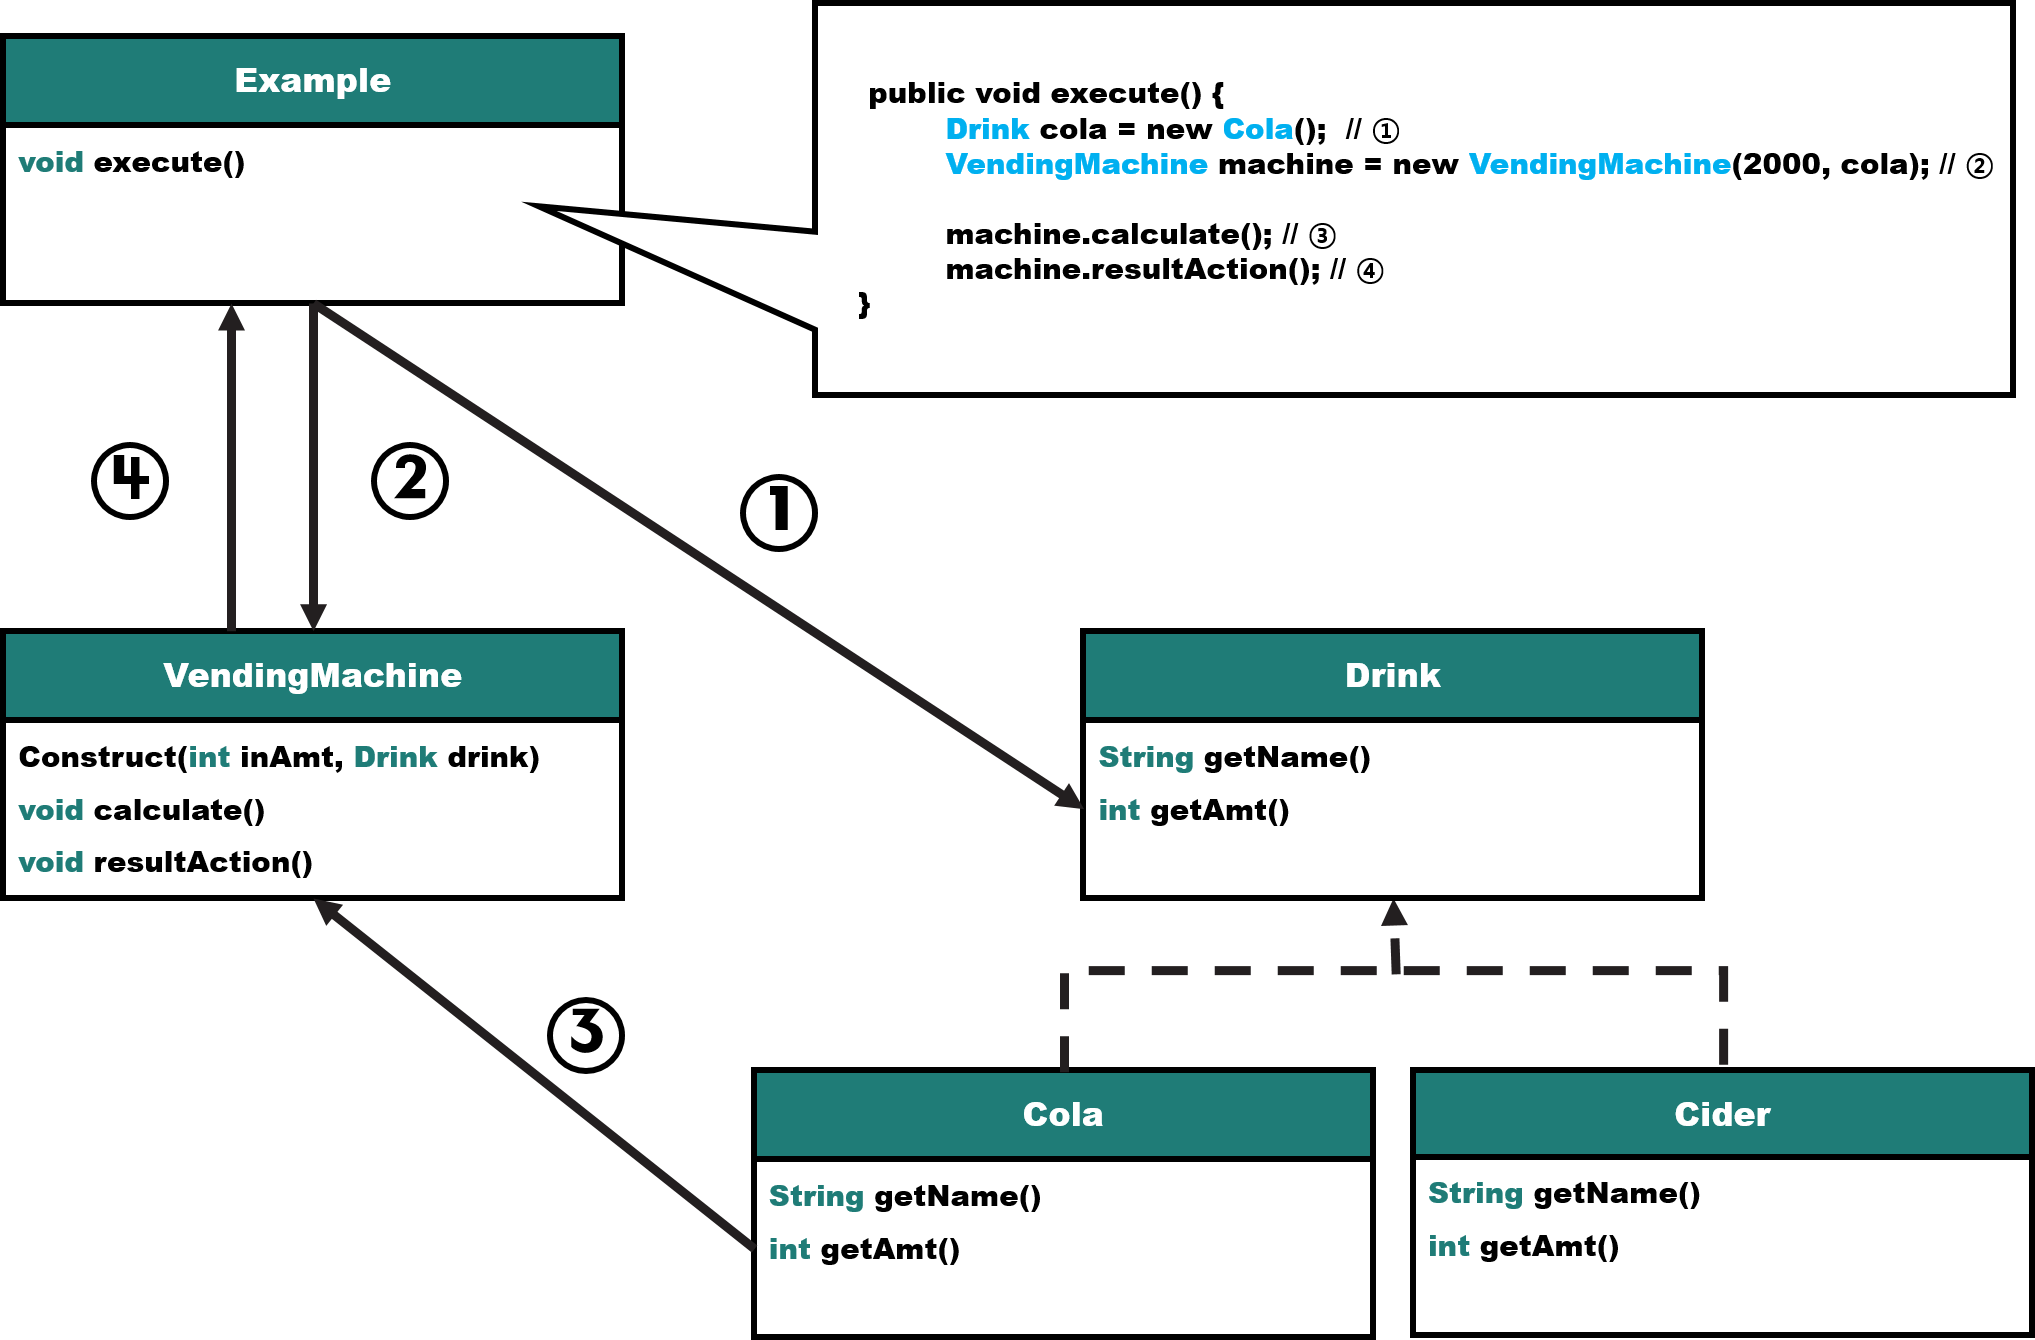 Example
void execute()
public void execute() {
Drink cola = new Cola(); // ①
VendingMachine machine = new VendingMachine(2000, cola); // ②
machine.calculate(); // ③
machine.resultAction(); // ④
}
④
②
①
VendingMachine
Construct(int inAmt, Drink drink)
void calculate()
void resultAction()
Drink
String getName()
int getAmt()
③
Cola
String getName()
int getAmt()
Cider
String getName()
int getAmt()